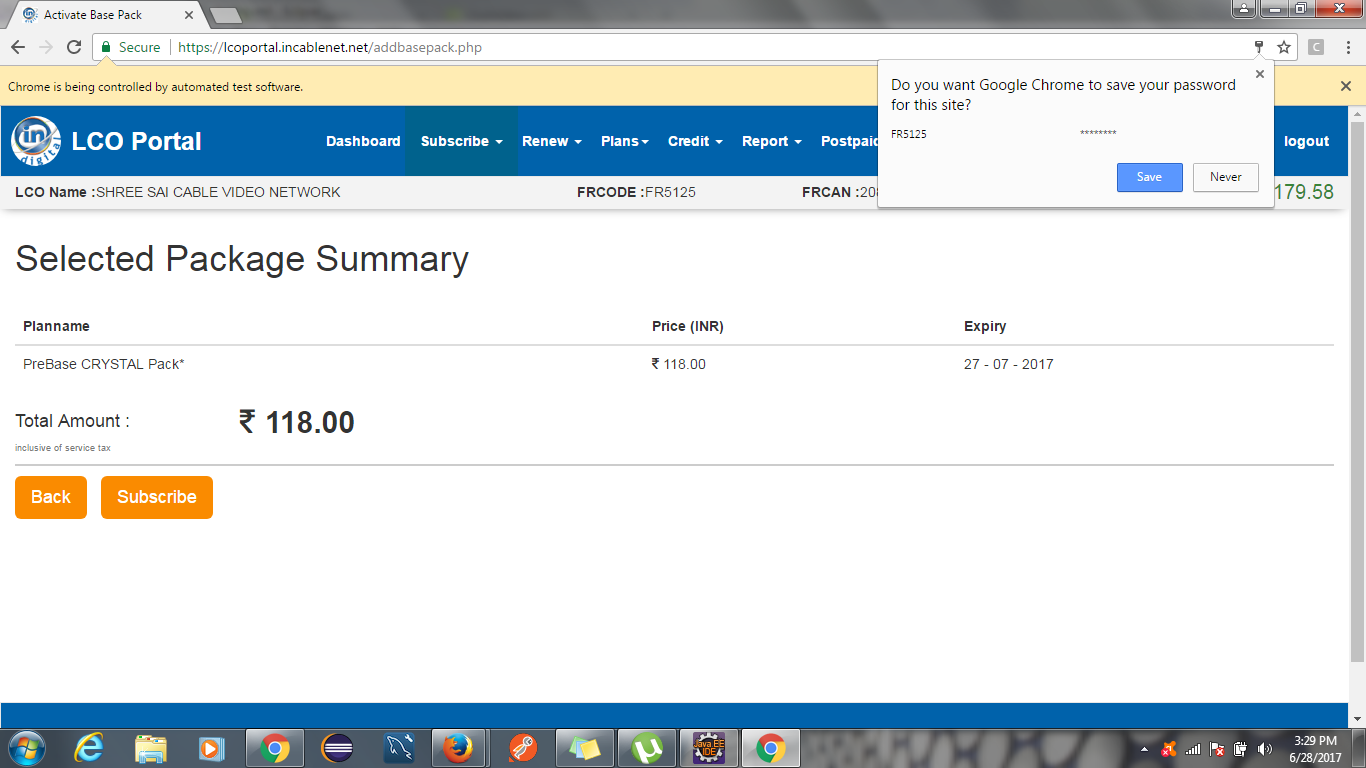 Activate Base Pack
Secure https://lcoportal.incablenet.net/addbasepack.php
C
Chrome is being controlled by automated test software.
Do you want Google Chrome to save your password
for this site?
FR5125 ********
Save Never
in digital LCO Portal Dashboard Subscribe Renew Plans Credit Report Postpaid logout
LCO Name :SHREE SAI CABLE VIDEO NETWORK FRCODE :FR5125 FRCAN :208 179.58
Selected Package Summary
Planname Price (INR) Expiry
PreBase CRYSTAL Pack* ₹ 118.00 27 - 07 - 2017
Total Amount : ₹ 118.00
inclusive of service tax
Back Subscribe
Java EE
IDE
3:29 PM
6/28/2017